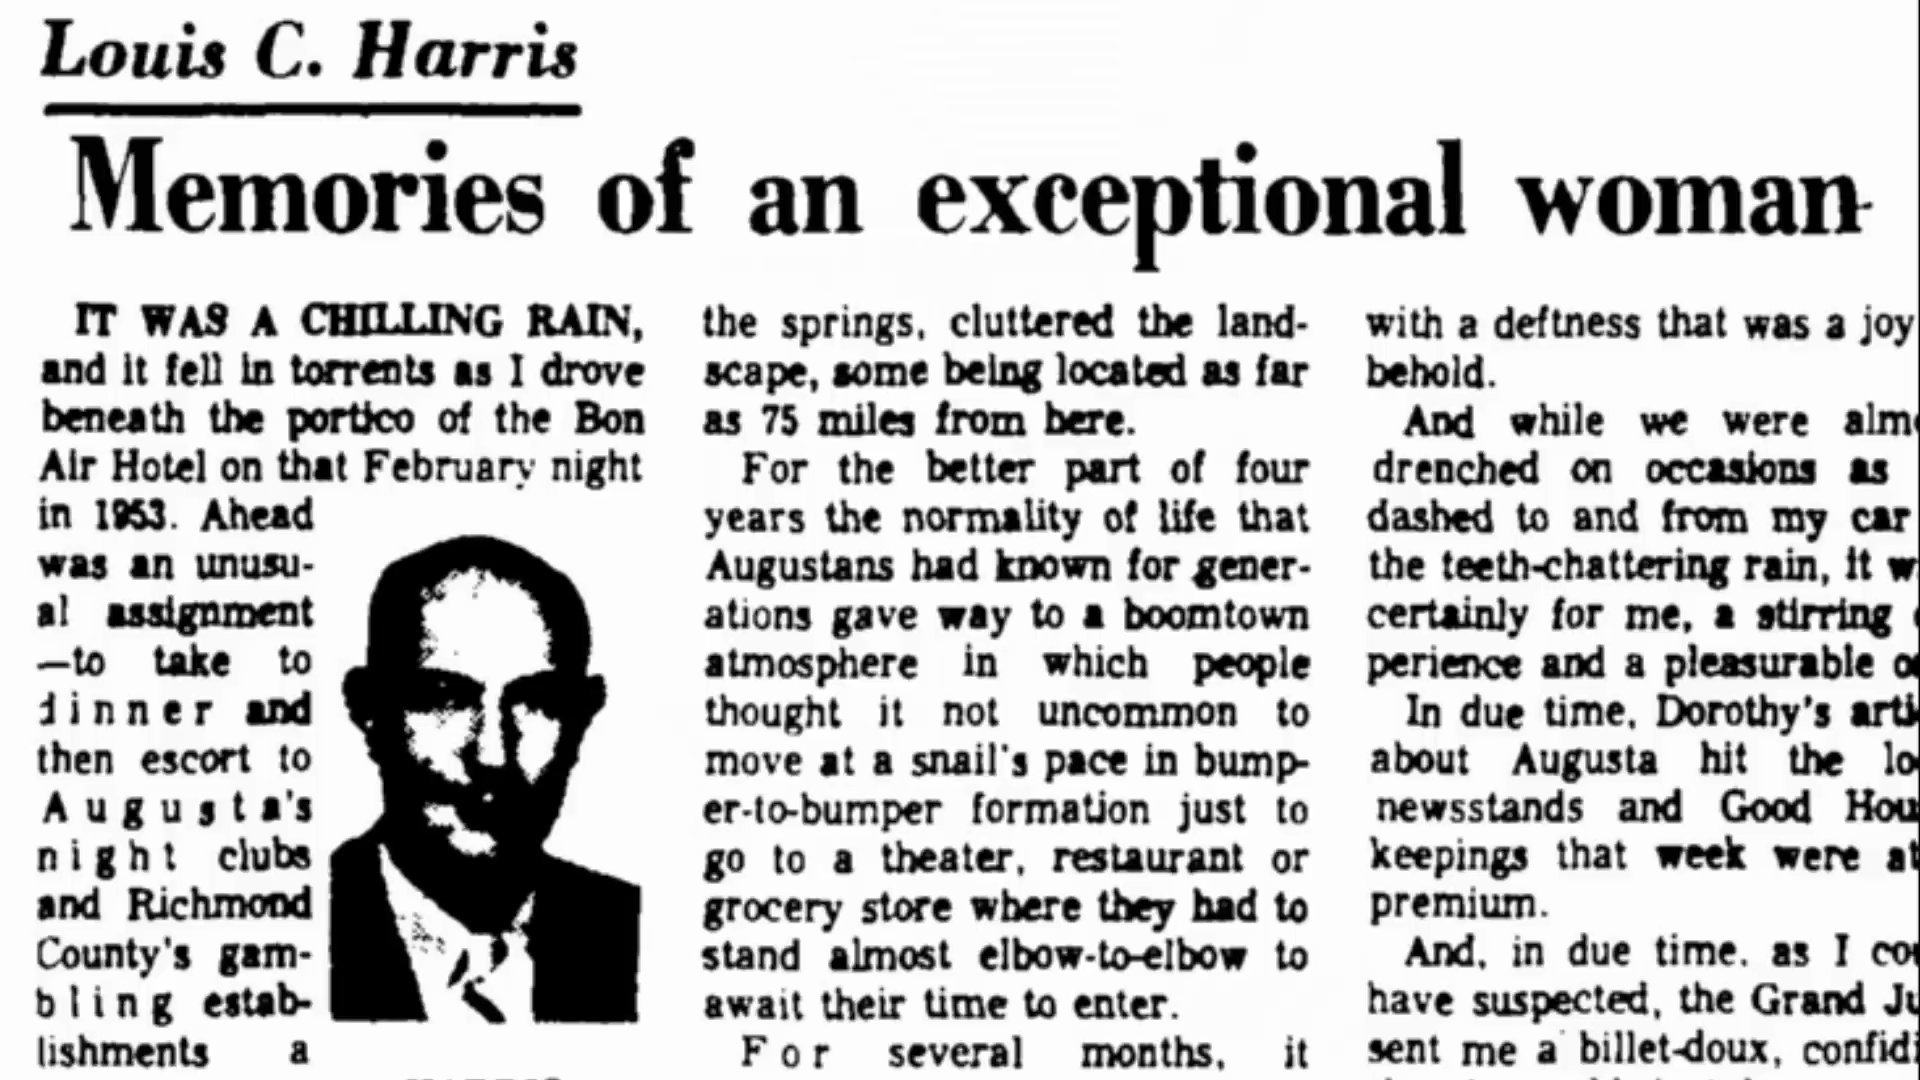 Louis C. Harris
Memories of an exceptional woman
IT WAS A CHILLING RAIN,
and it fell in torrents as I drove
beneath the portico of the Bon
Air Hotel on that February night
in 1953. Ahead
was an unusu-
al assignment
—to take to
dinner and
then escort to
Augusta's
night clubs
and Richmond
County's gam-
bling estab-
lishments a
the springs, cluttered the land-
scape, some being located as far
as 75 miles from here.
For the better part of four
years the normality of life that
Augustans had known for gener-
ations gave way to a boomtown
atmosphere in which people
thought it not uncommon to
move at a snail's pace in bump-
er-to-bumper formation just to
go to a theater, restaurant or
grocery store where they had to
stand almost elbow-to-elbow to
await their time to enter.
For several months, it
with a deftness that was a joy
behold.
And while we were
drenched on occasions as
dashed to and from my car
the teeth-chattering rain, it
certainly for me, a stirring
perience and a pleasurable
In due time, Dorothy's
about Augusta hit the
newsstands and Good
keepings that week were
premium.
And, in due time, as I
have suspected, the Grand
sent me a billet-doux,